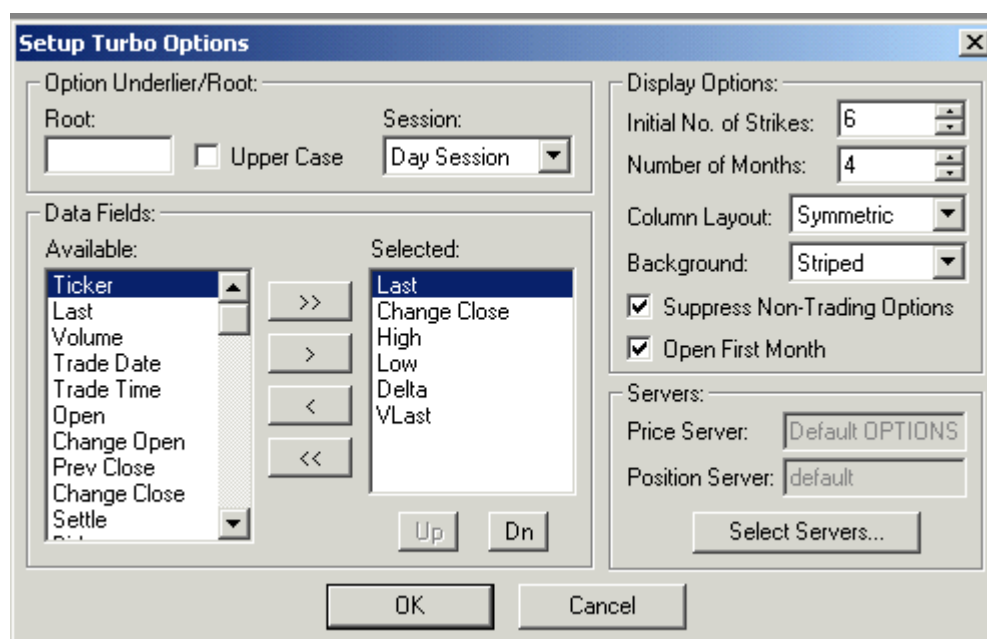 Setup Turbo Options
Option Underlier/Root:
Root:
Session:
Upper Case
Day Session
Data Fields:
Available:
Selected:
Ticker
Last
Volume
Trade Date
Trade Time
Open
Change Open
Prev Close
Change Close
Settle
>>
>
<
<<
Last
Change Close
High
Low
Delta
VLast
Up
Dn
Display Options:
Initial No. of Strikes: 6
Number of Months: 4
Column Layout: Symmetric
Background: Striped
Suppress Non-Trading Options
Open First Month
Servers:
Price Server: Default OPTIONS
Position Server: default
Select Servers...
OK
Cancel